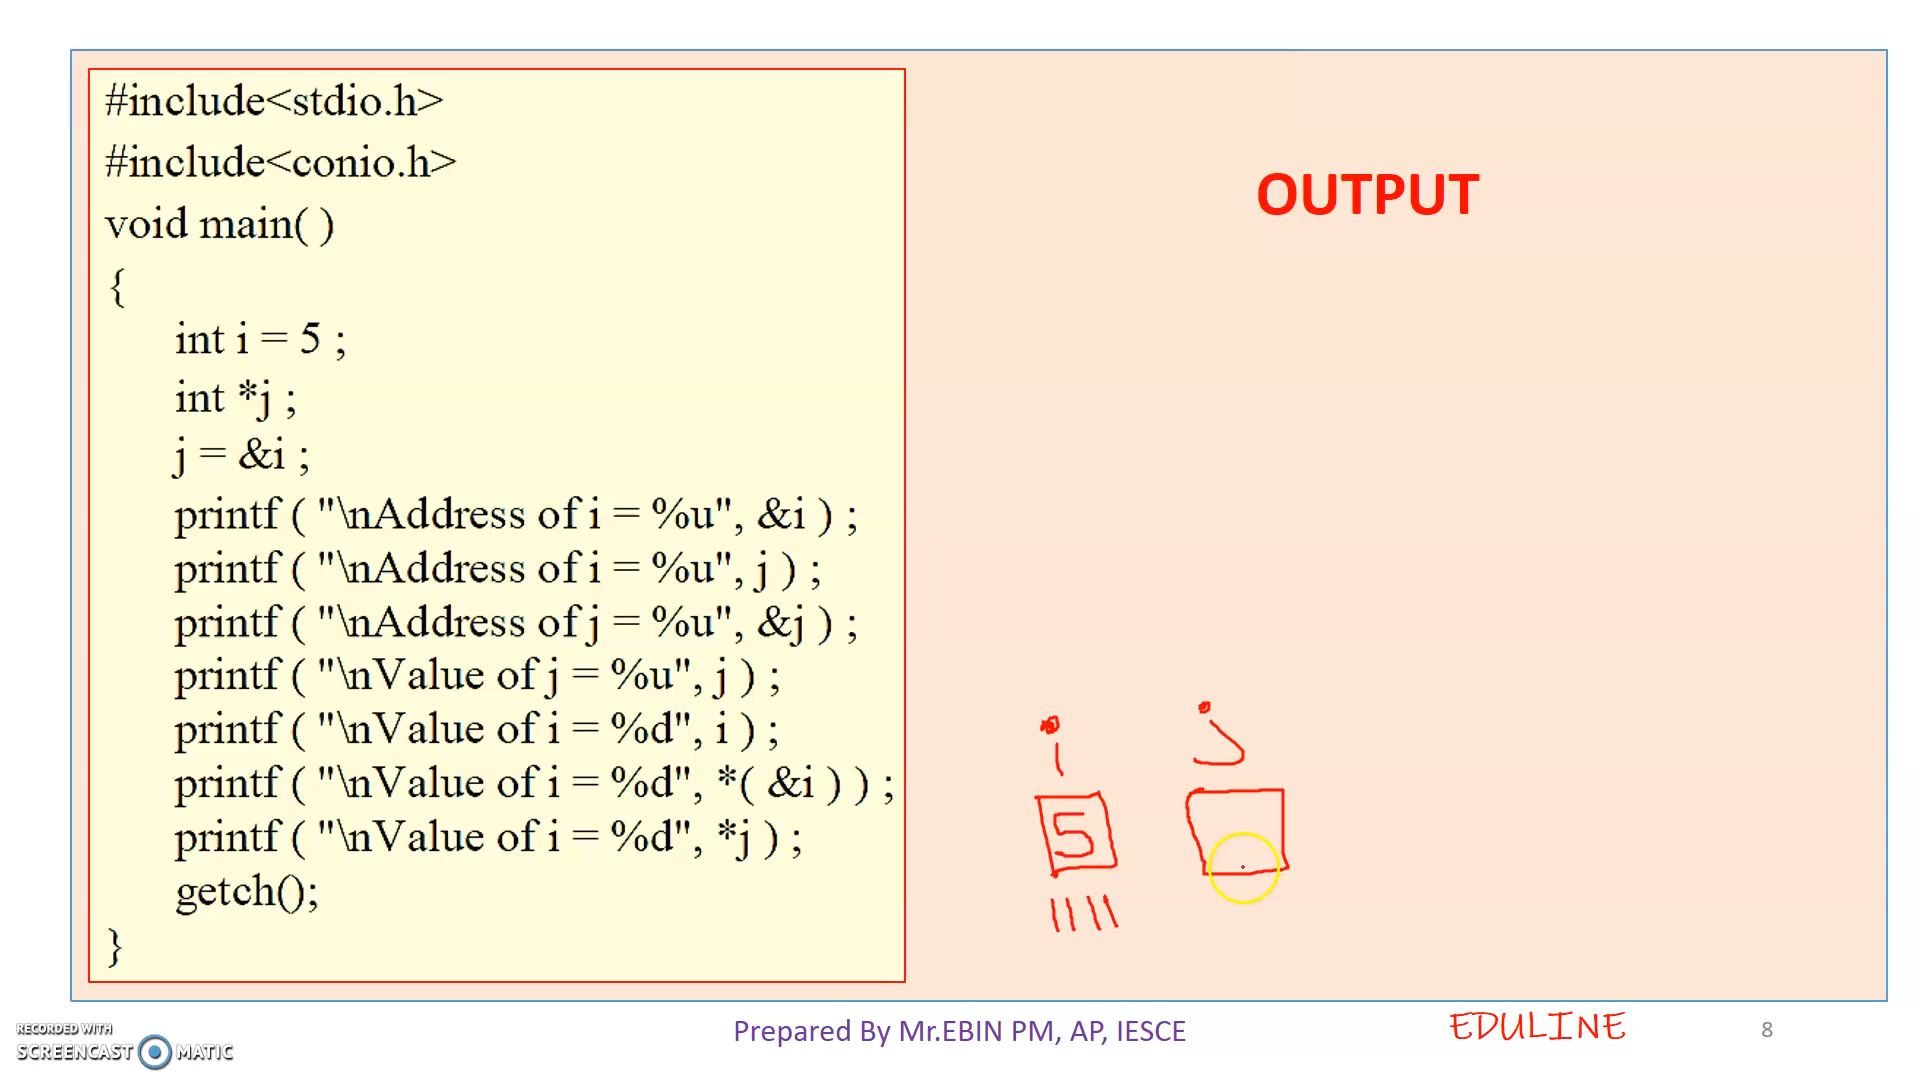 #include<stdio.h>
#include<conio.h>
void main( )
{
int i = 5 ;
int *j ;
j = &i ;
printf ( "\nAddress of i = %u", &i ) ;
printf ( "\nAddress of i = %u", j ) ;
printf ( "\nAddress of j = %u", &j ) ;
printf ( "\nValue of j = %u", j ) ;
printf ( "\nValue of i = %d", i ) ;
printf ( "\nValue of i = %d", *( &i ) ) ;
printf ( "\nValue of i = %d", *j ) ;
getch();
}
OUTPUT
i j
5
1111
RECORDED WITH
SCREENCAST MATIC
Prepared By Mr.EBIN PM, AP, IESCE
EDULINE
8